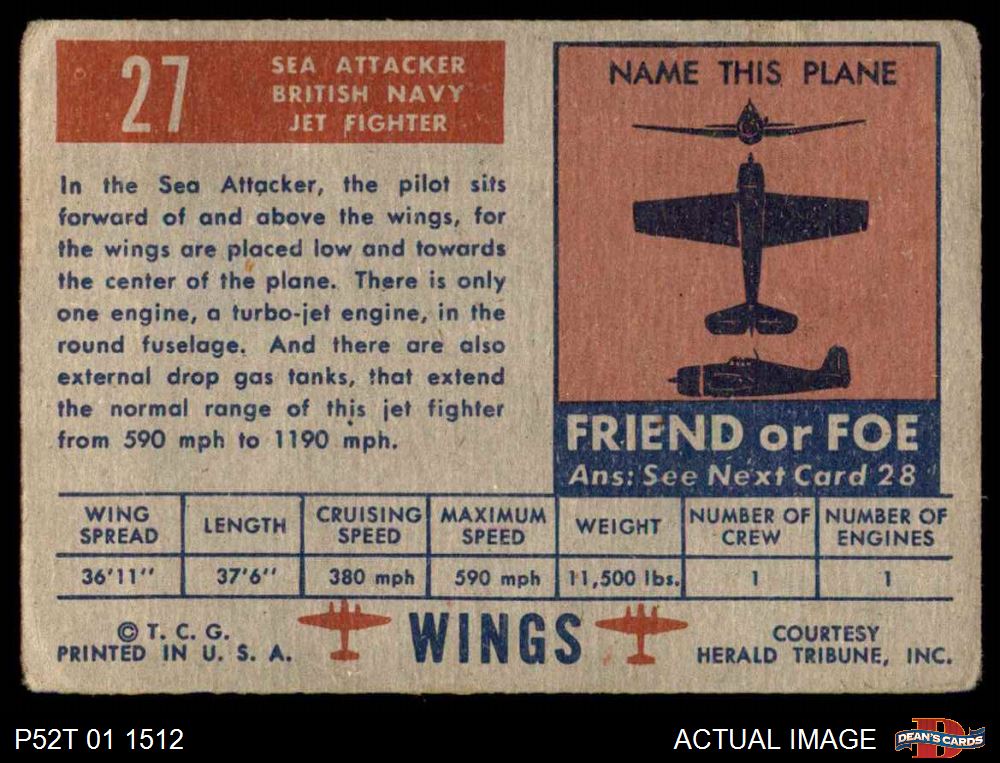 27
SEA ATTACKER
BRITISH NAVY
JET FIGHTER
In the Sea Attacker, the pilot sits
forward of and above the wings, for
the wings are placed low and towards
the center of the plane. There is only
one engine, a turbo-jet engine, in the
round fuselage. And there are also
external drop gas tanks, that extend
the normal range of this jet fighter
from 590 mph to 1190 mph.
NAME THIS PLANE
FRIEND or FOE
Ans: See Next Card 28
WING SPREAD LENGTH CRUISING SPEED MAXIMUM SPEED WEIGHT NUMBER OF CREW NUMBER OF ENGINES
36'11" 37'6" 380 mph 590 mph 11,500 lbs. 1 1
© T. C. G.
PRINTED IN U. S. A.
WINGS
COURTESY
HERALD TRIBUNE, INC.
P52T 01 1512
ACTUAL IMAGE
D
DEAN'S CARDS